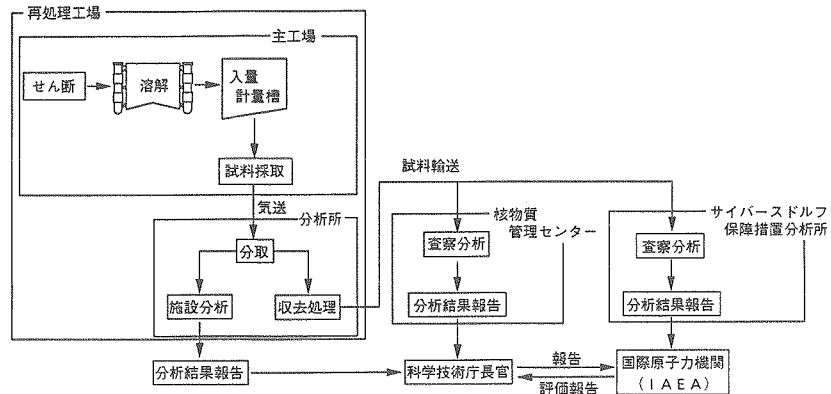 再処理工場
主工場
せん断
溶解
入量
計量槽
試料採取
気送
分析所
分取
施設分析
収去処理
分析結果報告
試料輸送
核物質
管理センター
査察分析
分析結果報告
サイバースドルフ
保障措置分析所
査察分析
分析結果報告
科学技術庁長官
報告
評価報告
国際原子力機関
(IAEA)